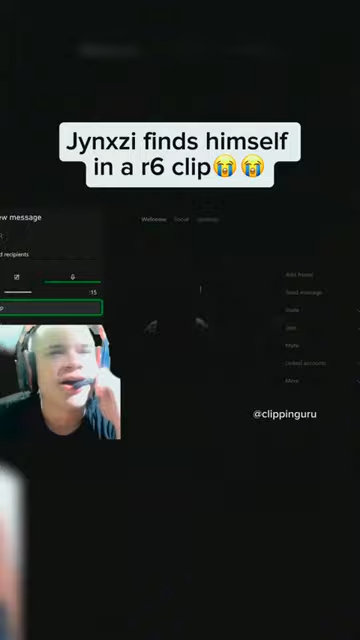 Jynxzi finds himself
in a r6 clip😭😭
ew message
Welcome Social
d recipients
Add friend
:15
Send message
Invite
Join
Mute
Linked accounts
More
@clippinguru